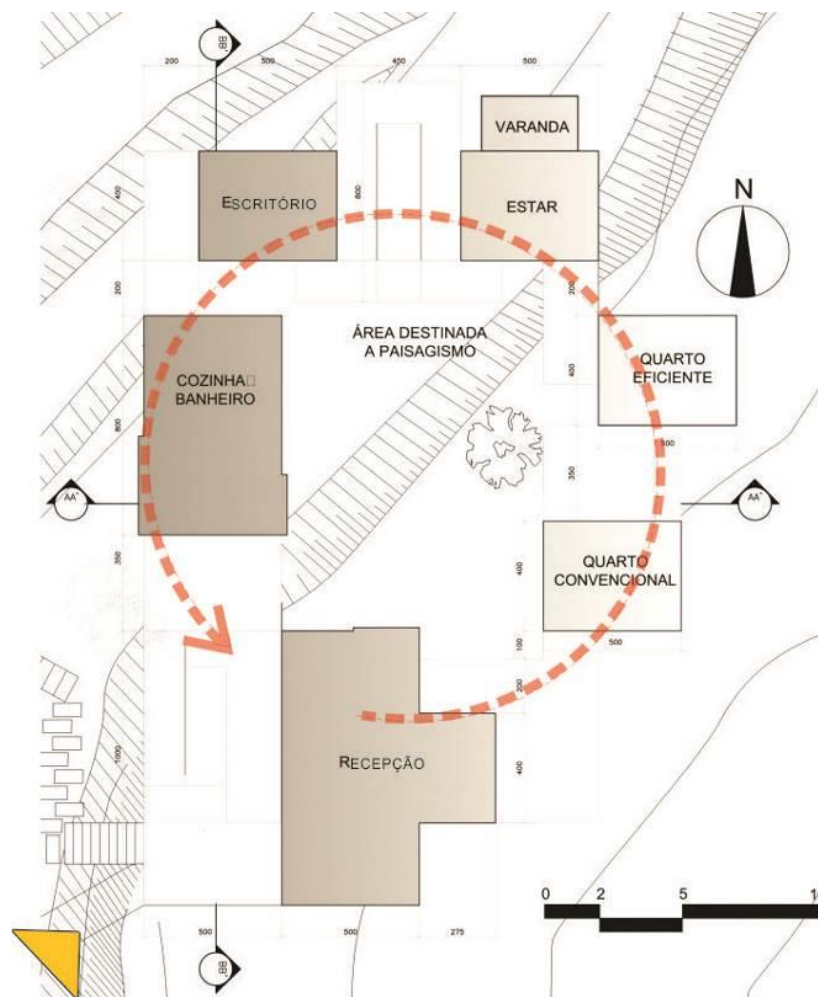 BB'
200
500
450
500
VARANDA
ESCRITÓRIO
ESTAR
N
400
800
200
200
ÁREA DESTINADA
A PAISAGISMO
QUARTO
EFICIENTE
400
COZINHA
BANHEIRO
800
500
350
AA'
AA'
QUARTO
CONVENCIONAL
400
350
500
100
200
RECEPÇÃO
400
1000
0 2 5 10
500
500
275
BB'